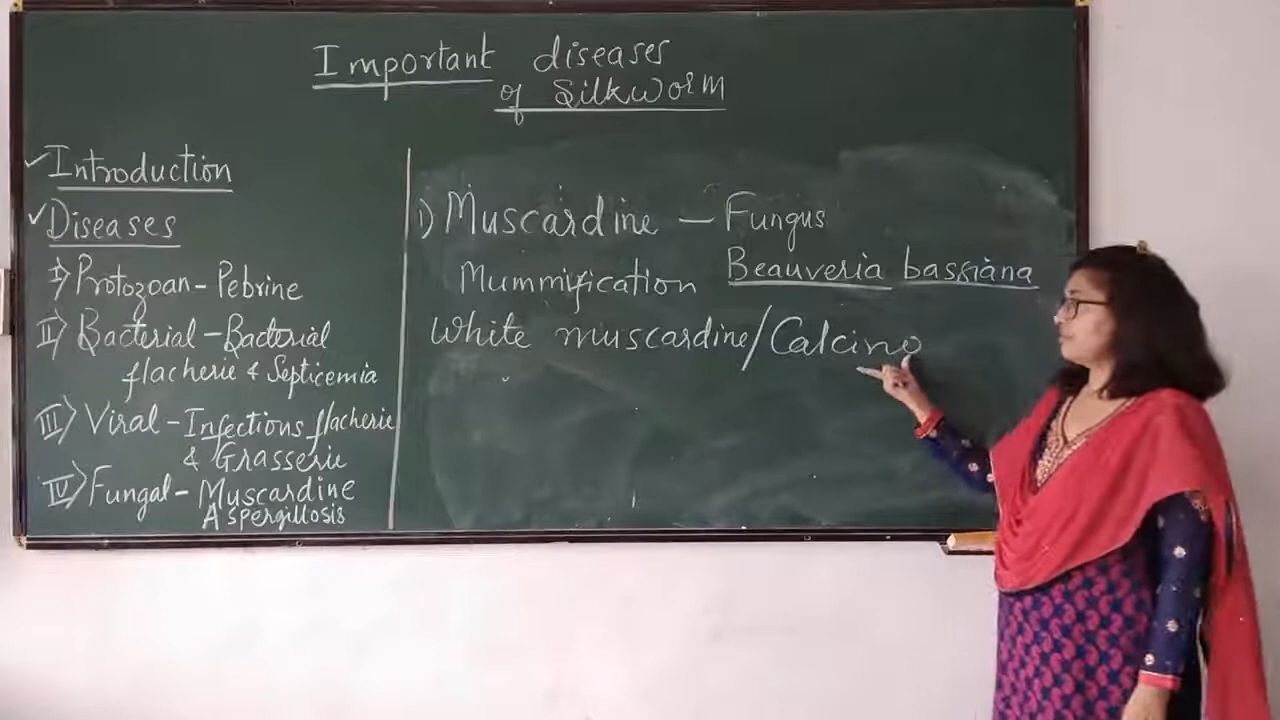 Important diseases
of Silkworm
✓Introduction
✓Diseases
I) Protozoan - Pebrine
II) Bacterial - Bacterial
flacherie & Septicemia
III) Viral - Infections flacherie
& Grasserie
IV) Fungal - Muscardine
Aspergillosis
1) Muscardine - Fungus
Mummification Beauveria bassiana
White muscardine/Calcino